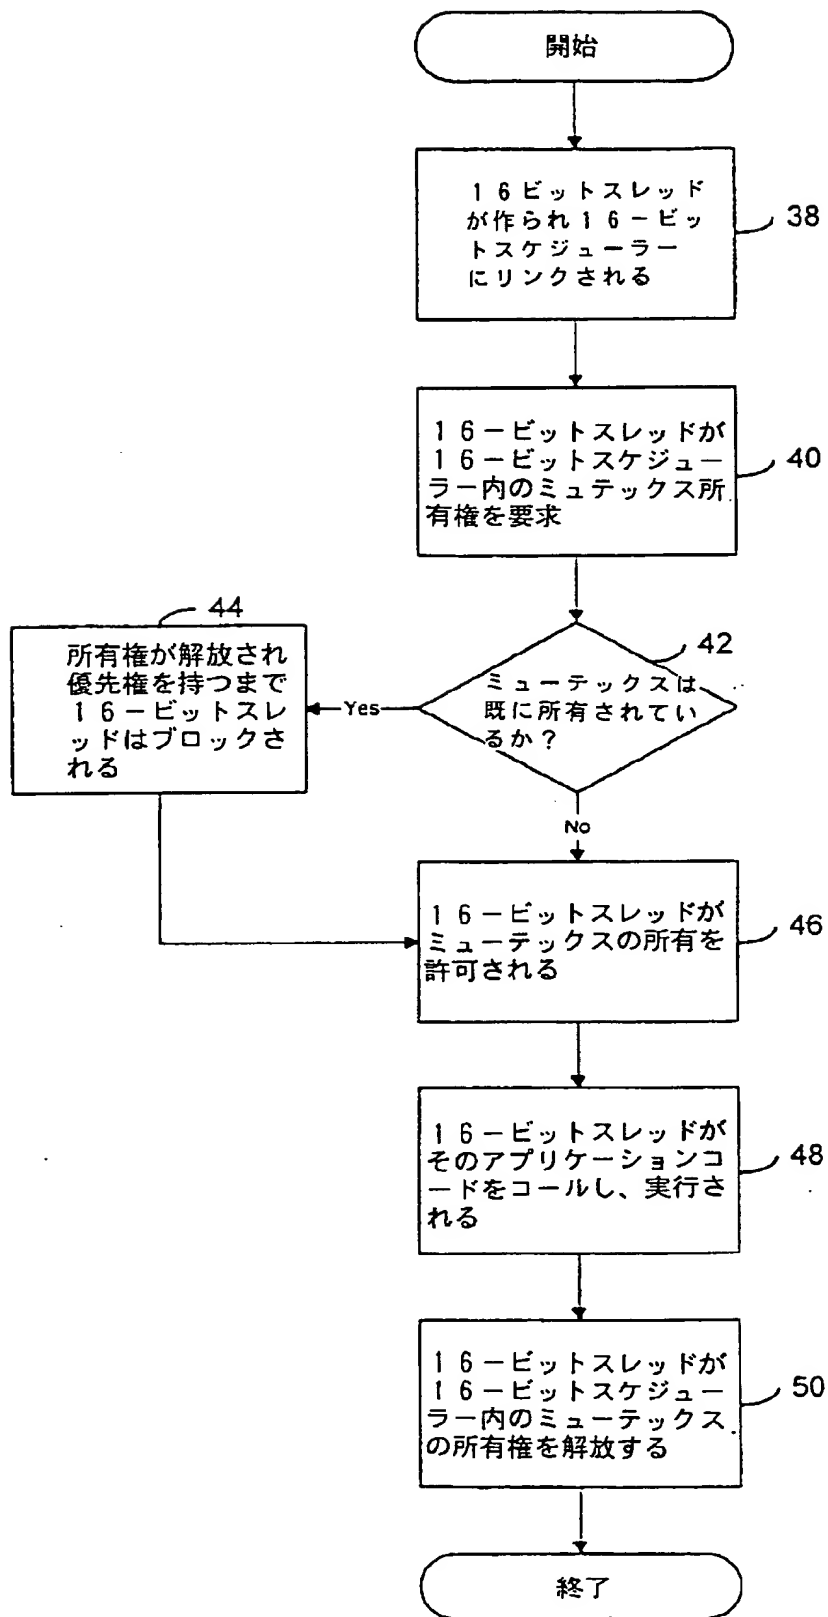 開始
16ビットスレッド
が作られ16-ビッ
トスケジューラー
にリンクされる
38
16-ビットスレッドが
16-ビットスケジュー
ラー内のミュテックス所
有権を要求
40
44
所有権が解放され
優先権を持つまで
16-ビットスレ
ッドはブロックさ
れる
Yes
42
ミューテックスは
既に所有されてい
るか?
No
16-ビットスレッドが
ミューテックスの所有を
許可される
46
16-ビットスレッドが
そのアプリケーションコ
ードをコールし、実行さ
れる
48
16-ビットスレッドが
16-ビットスケジュー
ラー内のミューテックス
の所有権を解放する
50
終了